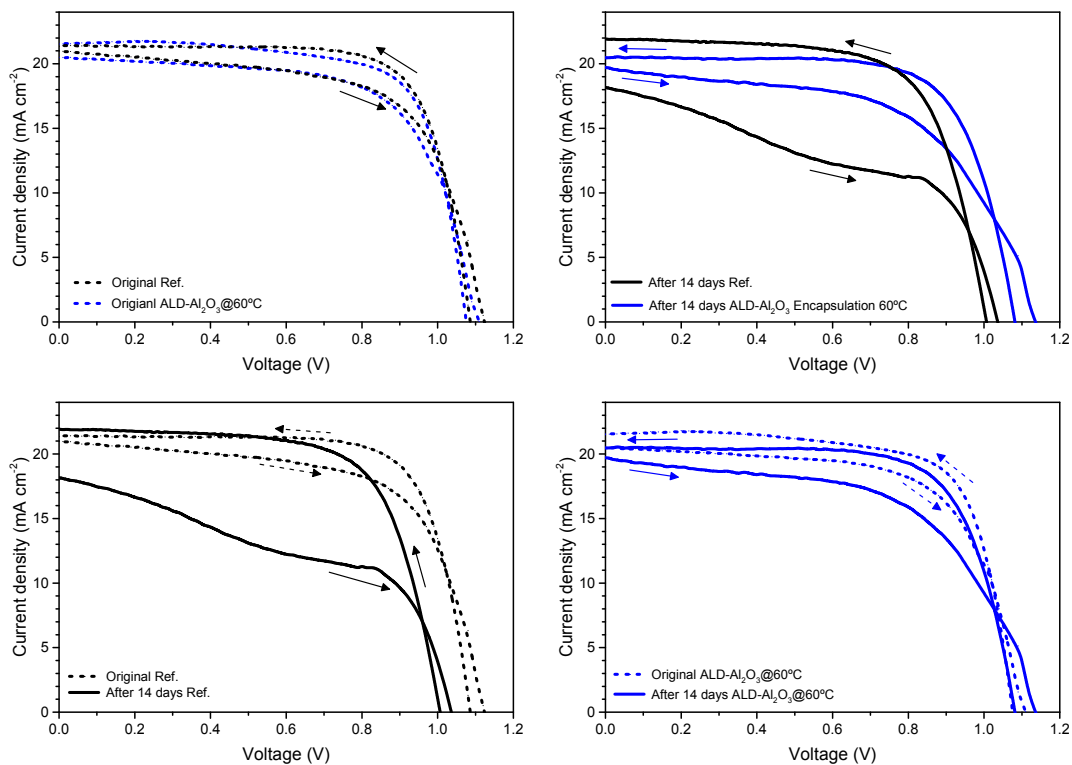 20
15
10
5
0
0.0 0.2 0.4 0.6 0.8 1.0 1.2
Current density (mA cm⁻²)
Voltage (V)
Original Ref.
Origianl ALD-Al₂O₃@60ºC
20
15
10
5
0
0.0 0.2 0.4 0.6 0.8 1.0 1.2
Current density (mA cm⁻²)
Voltage (V)
After 14 days Ref.
After 14 days ALD-Al₂O₃ Encapsulation 60ºC
20
15
10
5
0
0.0 0.2 0.4 0.6 0.8 1.0 1.2
Current density (mA cm⁻²)
Voltage (V)
Original Ref.
After 14 days Ref.
20
15
10
5
0
0.0 0.2 0.4 0.6 0.8 1.0 1.2
Current density (mA cm⁻²)
Voltage (V)
Original ALD-Al₂O₃@60ºC
After 14 days ALD-Al₂O₃@60ºC